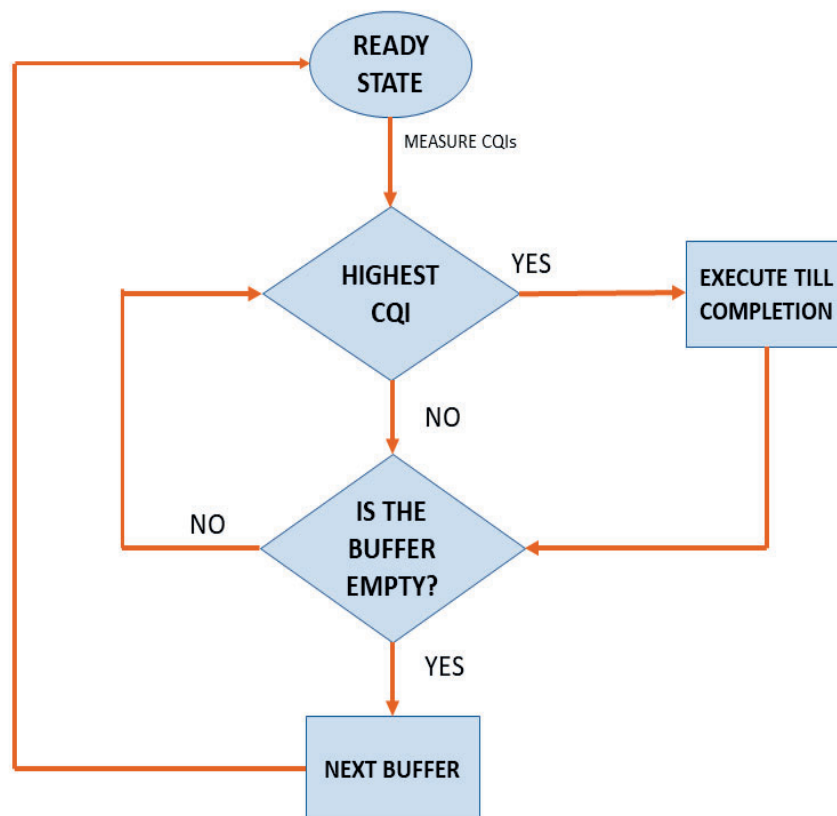 READY
STATE
MEASURE CQIs
HIGHEST
CQI
YES
EXECUTE TILL
COMPLETION
NO
IS THE
BUFFER
EMPTY?
NO
YES
NEXT BUFFER